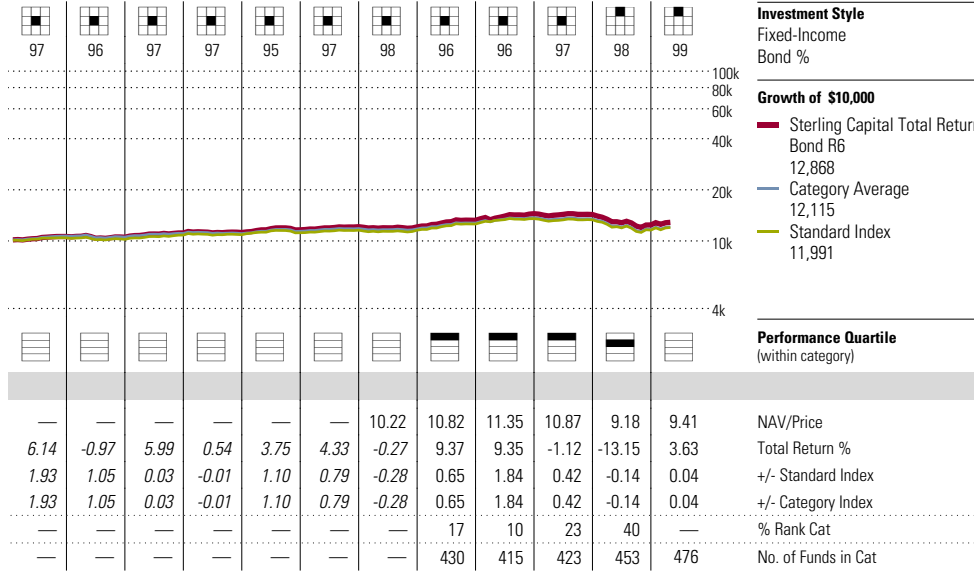 Investment Style
Fixed-Income
97 96 97 97 95 97 98 96 96 97 98 99 Bond %
100k
80k
60k
40k
20k
10k
4k
Growth of $10,000
Sterling Capital Total Retur
Bond R6
12,868
Category Average
12,115
Standard Index
11,991
Performance Quartile
(within category)
— — — — — — 10.22 10.82 11.35 10.87 9.18 9.41 NAV/Price
6.14 -0.97 5.99 0.54 3.75 4.33 -0.27 9.37 9.35 -1.12 -13.15 3.63 Total Return %
1.93 1.05 0.03 -0.01 1.10 0.79 -0.28 0.65 1.84 0.42 -0.14 0.04 +/- Standard Index
1.93 1.05 0.03 -0.01 1.10 0.79 -0.28 0.65 1.84 0.42 -0.14 0.04 +/- Category Index
— — — — — — — 17 10 23 40 — % Rank Cat
— — — — — — — 430 415 423 453 476 No. of Funds in Cat